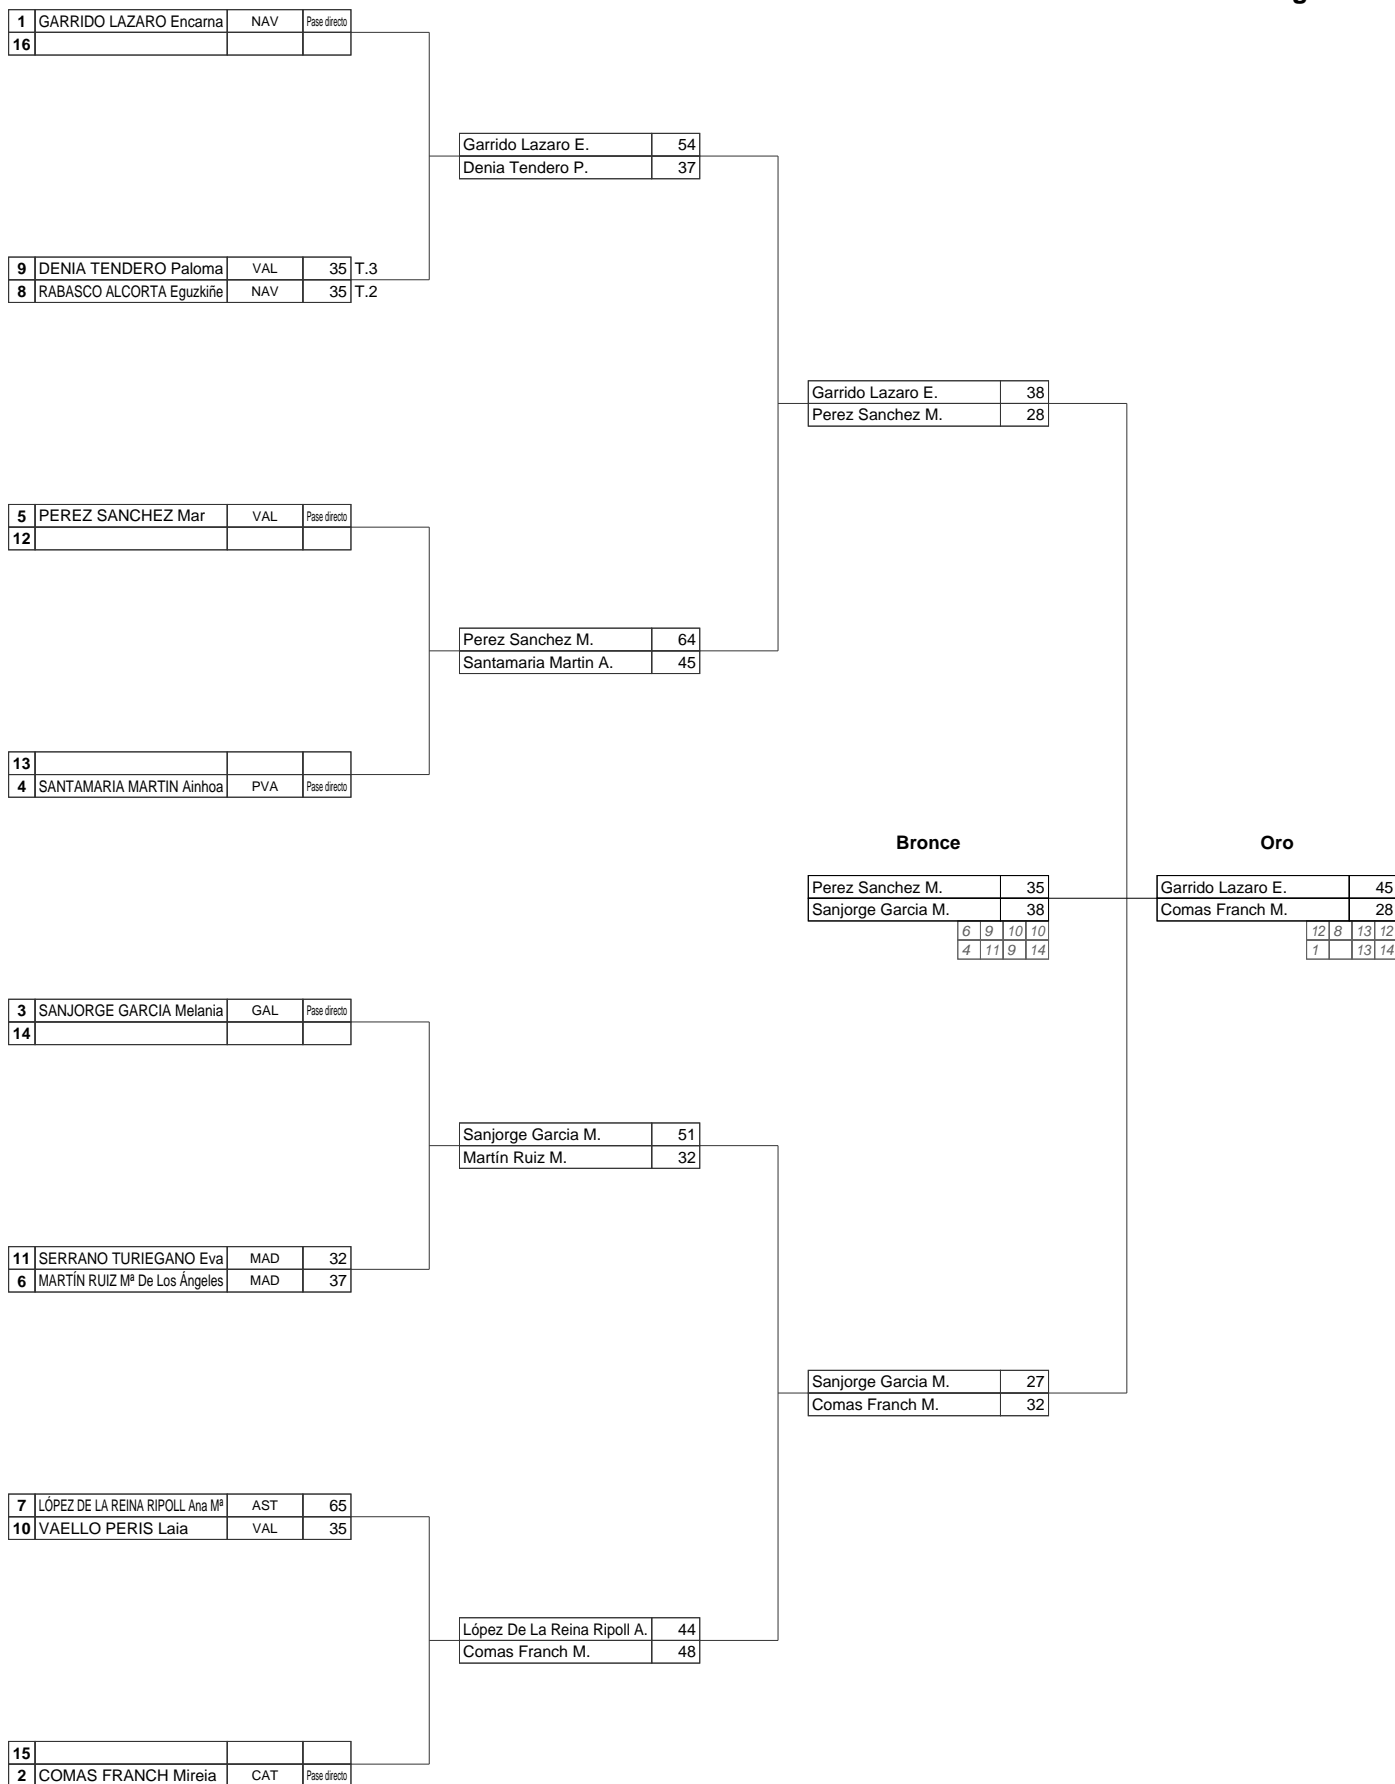 1 GARRIDO LAZARO Encarna NAV Pase directo
16
Garrido Lazaro E. 54
Denia Tendero P. 37
9 DENIA TENDERO Paloma VAL 35 T.3
8 RABASCO ALCORTA Eguzkiñe NAV 35 T.2
Garrido Lazaro E. 38
Perez Sanchez M. 28
5 PEREZ SANCHEZ Mar VAL Pase directo
12
Perez Sanchez M. 64
Santamaria Martin A. 45
13
4 SANTAMARIA MARTIN Ainhoa PVA Pase directo
Bronce Oro
Perez Sanchez M. 35 Garrido Lazaro E. 45
Sanjorge Garcia M. 38 Comas Franch M. 28
6 9 10 10 12 8 13 12
4 11 9 14 1 13 14
3 SANJORGE GARCIA Melania GAL Pase directo
14
Sanjorge Garcia M. 51
Martín Ruiz M. 32
11 SERRANO TURIEGANO Eva MAD 32
6 MARTÍN RUIZ Mª De Los Ángeles MAD 37
Sanjorge Garcia M. 27
Comas Franch M. 32
7 LÓPEZ DE LA REINA RIPOLL Ana Mª AST 65
10 VAELLO PERIS Laia VAL 35
López De La Reina Ripoll A. 44
Comas Franch M. 48
15
2 COMAS FRANCH Mireia CAT Pase directo